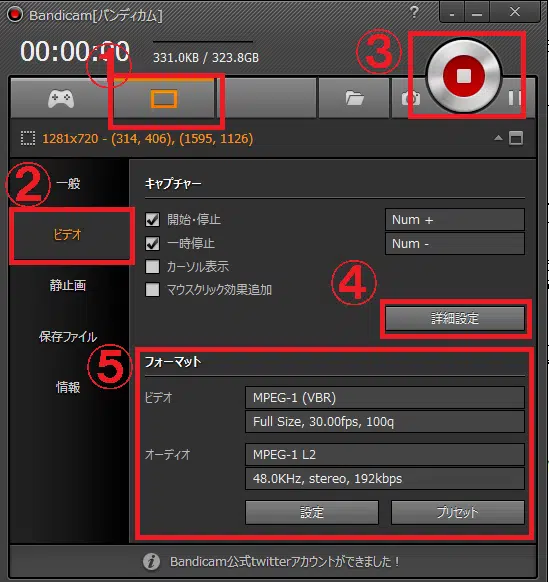 Bandicam[バンディカム]
00:00:00
331.0KB / 323.8GB
①
③
1281x720 - (314, 406), (1595, 1126)
②
一般
ビデオ
静止画
保存ファイル
情報
キャプチャー
開始・停止
Num +
一時停止
Num -
カーソル表示
マウスクリック効果追加
④
詳細設定
⑤
フォーマット
ビデオ
MPEG-1 (VBR)
Full Size, 30.00fps, 100q
オーディオ
MPEG-1 L2
48.0KHz, stereo, 192kbps
設定
プリセット
Bandicam公式twitterアカウントができました！